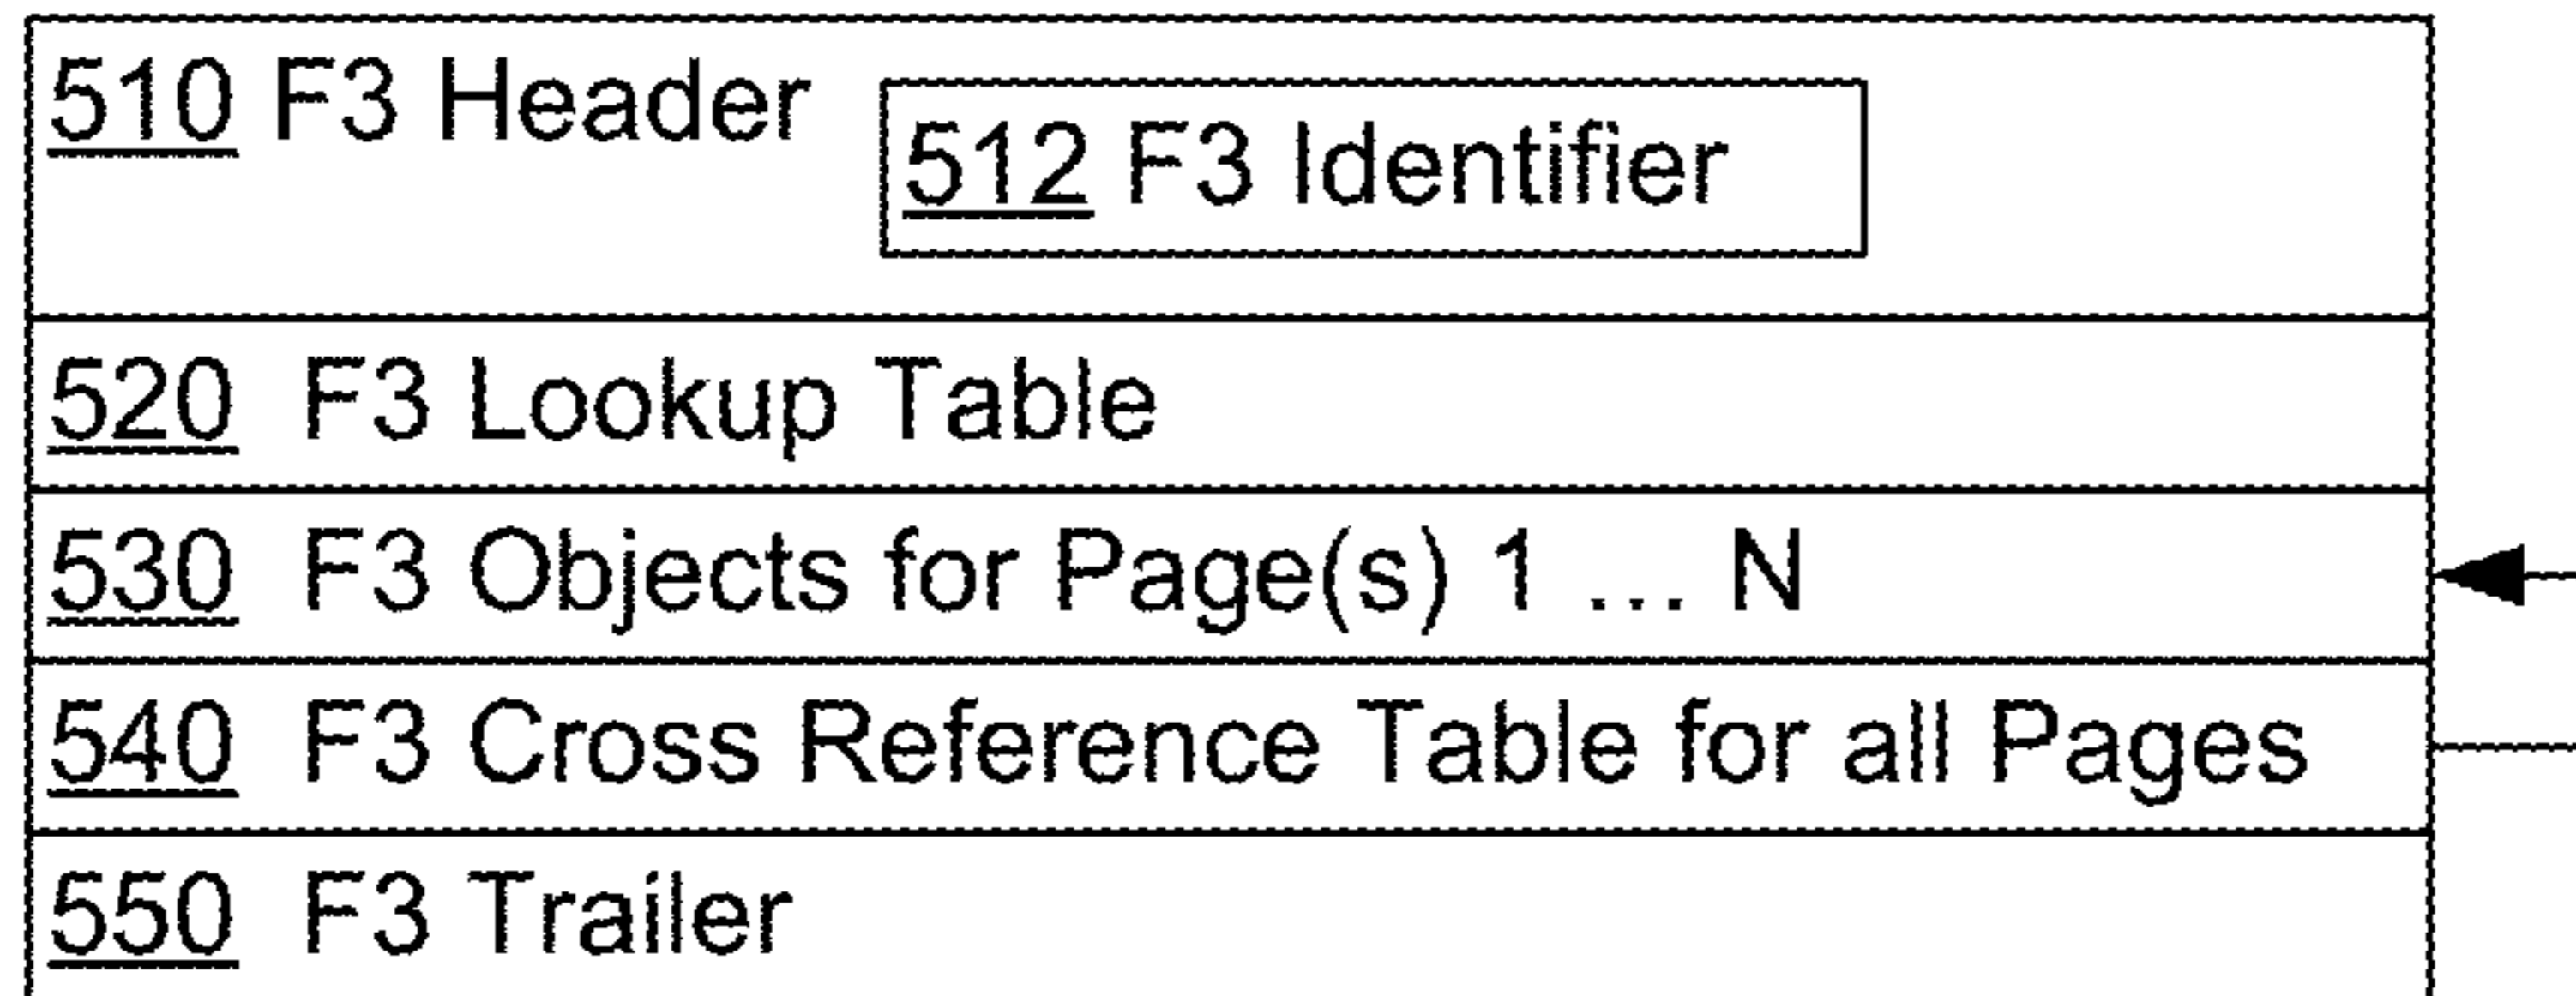 510 F3 Header
512 F3 Identifier
520 F3 Lookup Table
530 F3 Objects for Page(s) 1 ... N
540 F3 Cross Reference Table for all Pages
550 F3 Trailer